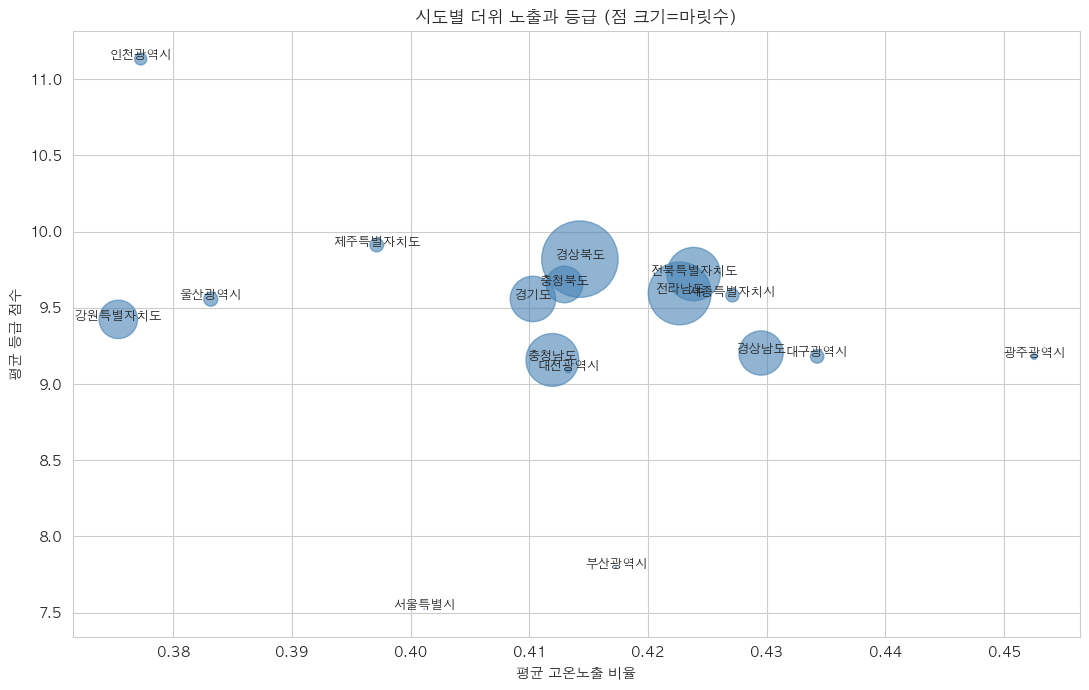 시도별 더위 노출과 등급 (점 크기=마릿수)
인천광역시
11.0
10.5
10.0
제주특별자치도
경상북도
전북특별자치도
충청북도
전라남도
세종특별자치시
경기도
울산광역시
9.5
강원특별자치도
경상남도
대구광역시
광주광역시
충청남도
대전광역시
9.0
8.5
8.0
부산광역시
서울특별시
7.5
평균 등급 점수
0.38 0.39 0.40 0.41 0.42 0.43 0.44 0.45
평균 고온노출 비율